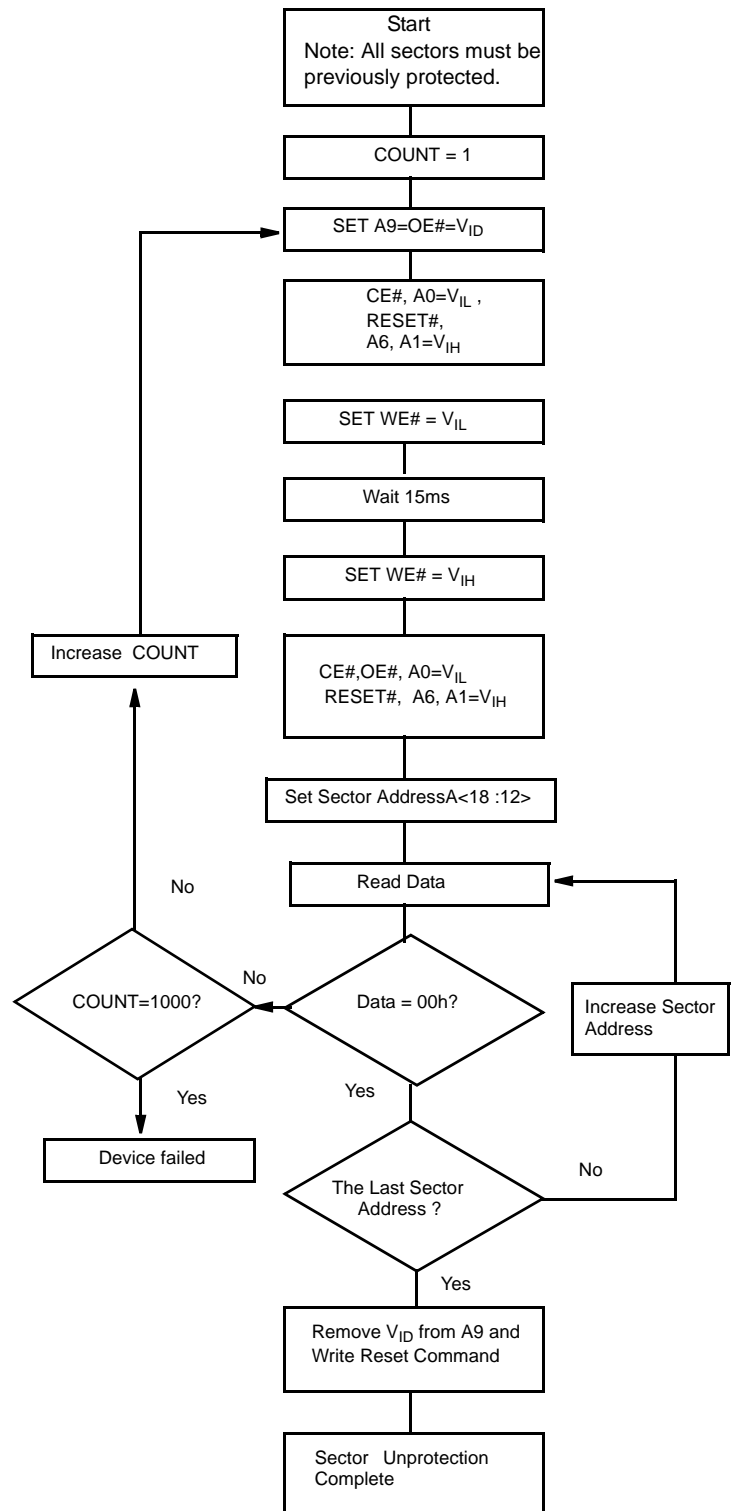 Start
Note: All sectors must be
previously protected.
COUNT = 1
SET A9=OE#=VID
CE#, A0=VIL ,
RESET#,
A6, A1=VIH
SET WE# = VIL
Wait 15ms
SET WE# = VIH
Increase  COUNT
CE#,OE#, A0=VIL
RESET#,  A6, A1=VIH
Set Sector AddressA<18 :12>
Read Data
No
COUNT=1000?
No
Data = 00h?
Increase Sector
Address
Yes
Yes
Device failed
The Last Sector
Address ?
No
Yes
Remove VID from A9 and
Write Reset Command
Sector  Unprotection
Complete